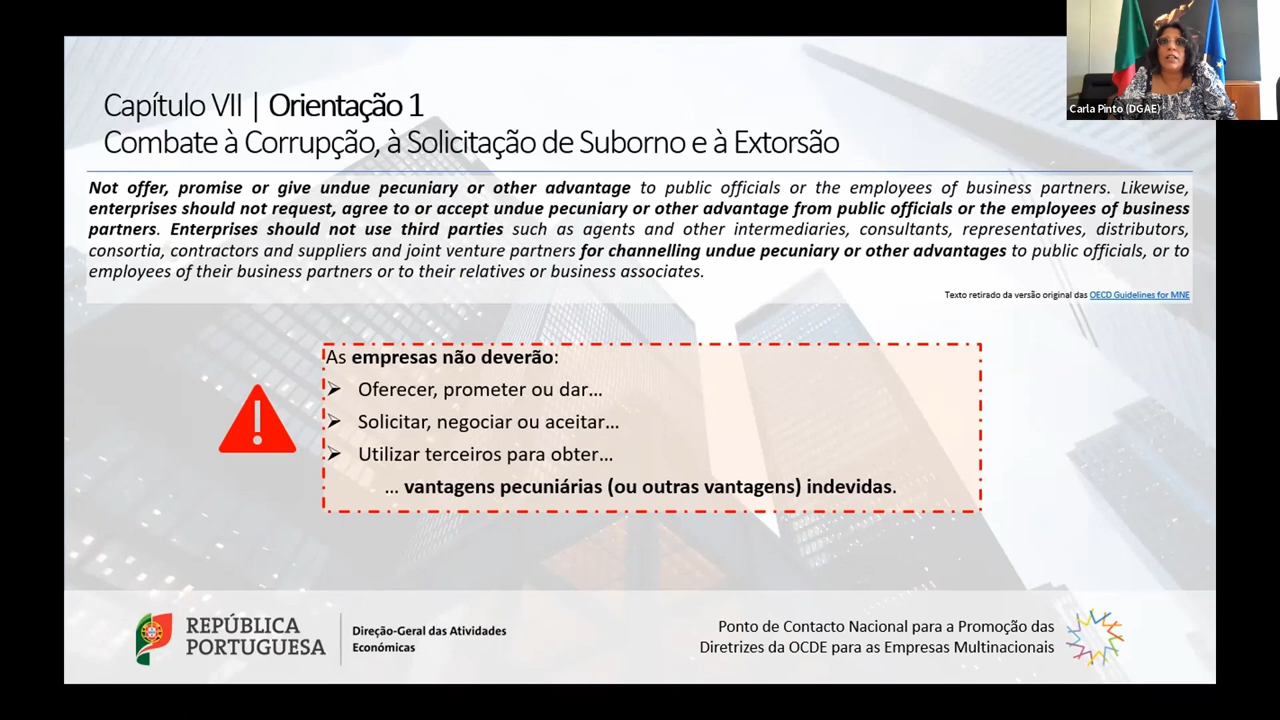 Carla Pinto (DGAE)
Capítulo VII | Orientação 1
Combate à Corrupção, à Solicitação de Suborno e à Extorsão
Not offer, promise or give undue pecuniary or other advantage to public officials or the employees of business partners. Likewise,
enterprises should not request, agree to or accept undue pecuniary or other advantage from public officials or the employees of business
partners. Enterprises should not use third parties such as agents and other intermediaries, consultants, representatives, distributors,
consortia, contractors and suppliers and joint venture partners for channelling undue pecuniary or other advantages to public officials, or to
employees of their business partners or to their relatives or business associates.
Texto retirado da versão original das OECD Guidelines for MNE
As empresas não deverão:
Oferecer, prometer ou dar...
Solicitar, negociar ou aceitar...
Utilizar terceiros para obter...
... vantagens pecuniárias (ou outras vantagens) indevidas.
REPÚBLICA
PORTUGUESA
Direção-Geral das Atividades
Económicas
Ponto de Contacto Nacional para a Promoção das
Diretrizes da OCDE para as Empresas Multinacionais